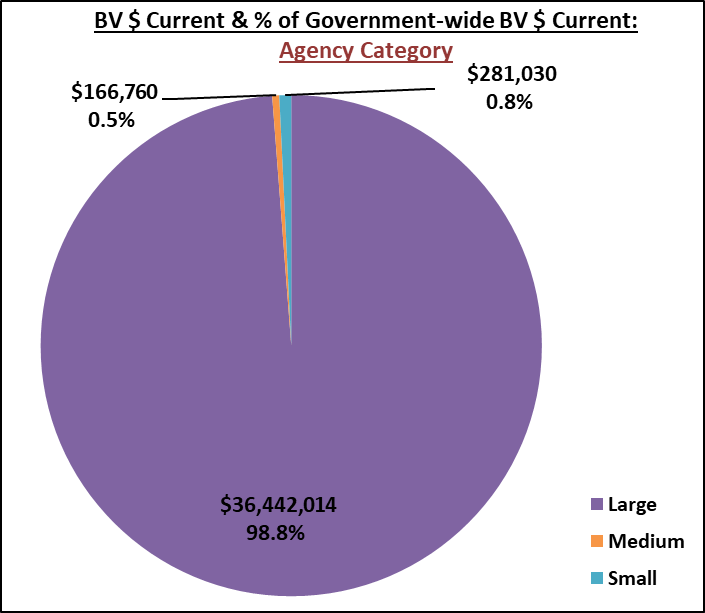 BV $ Current & % of Government-wide BV $ Current:
Agency Category
$166,760
0.5%
$281,030
0.8%
$36,442,014
98.8%
Large
Medium
Small